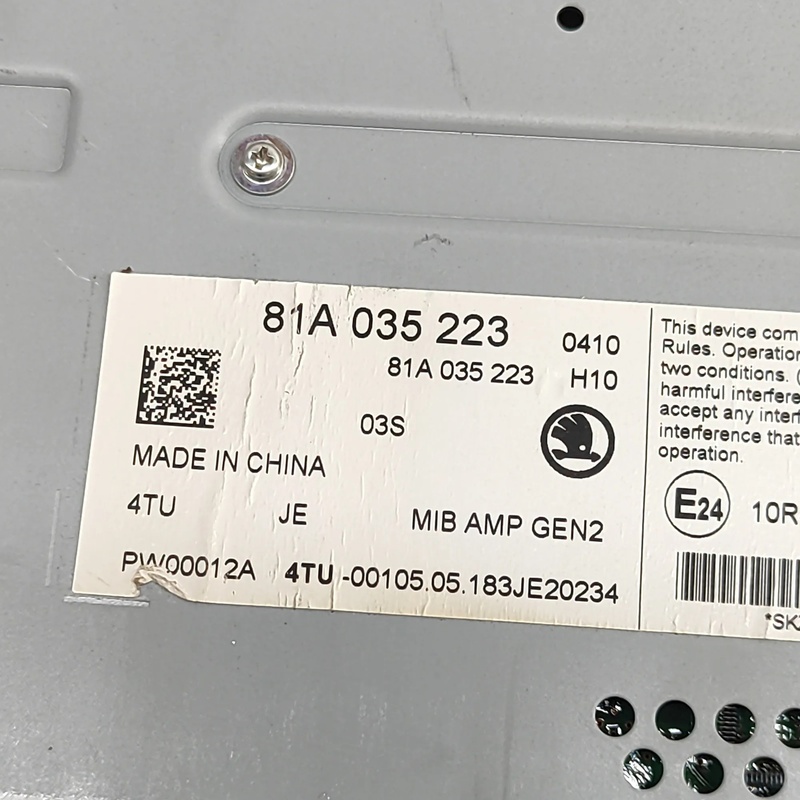 81A 035 223 0410
81A 035 223 H10
03S
MADE IN CHINA
4TU JE MIB AMP GEN2
PW00012A 4TU -00105.05.183JE20234
This device com
Rules. Operation
two conditions. (
harmful interfere
accept any interf
interference that
operation.
E24 10R
*SK